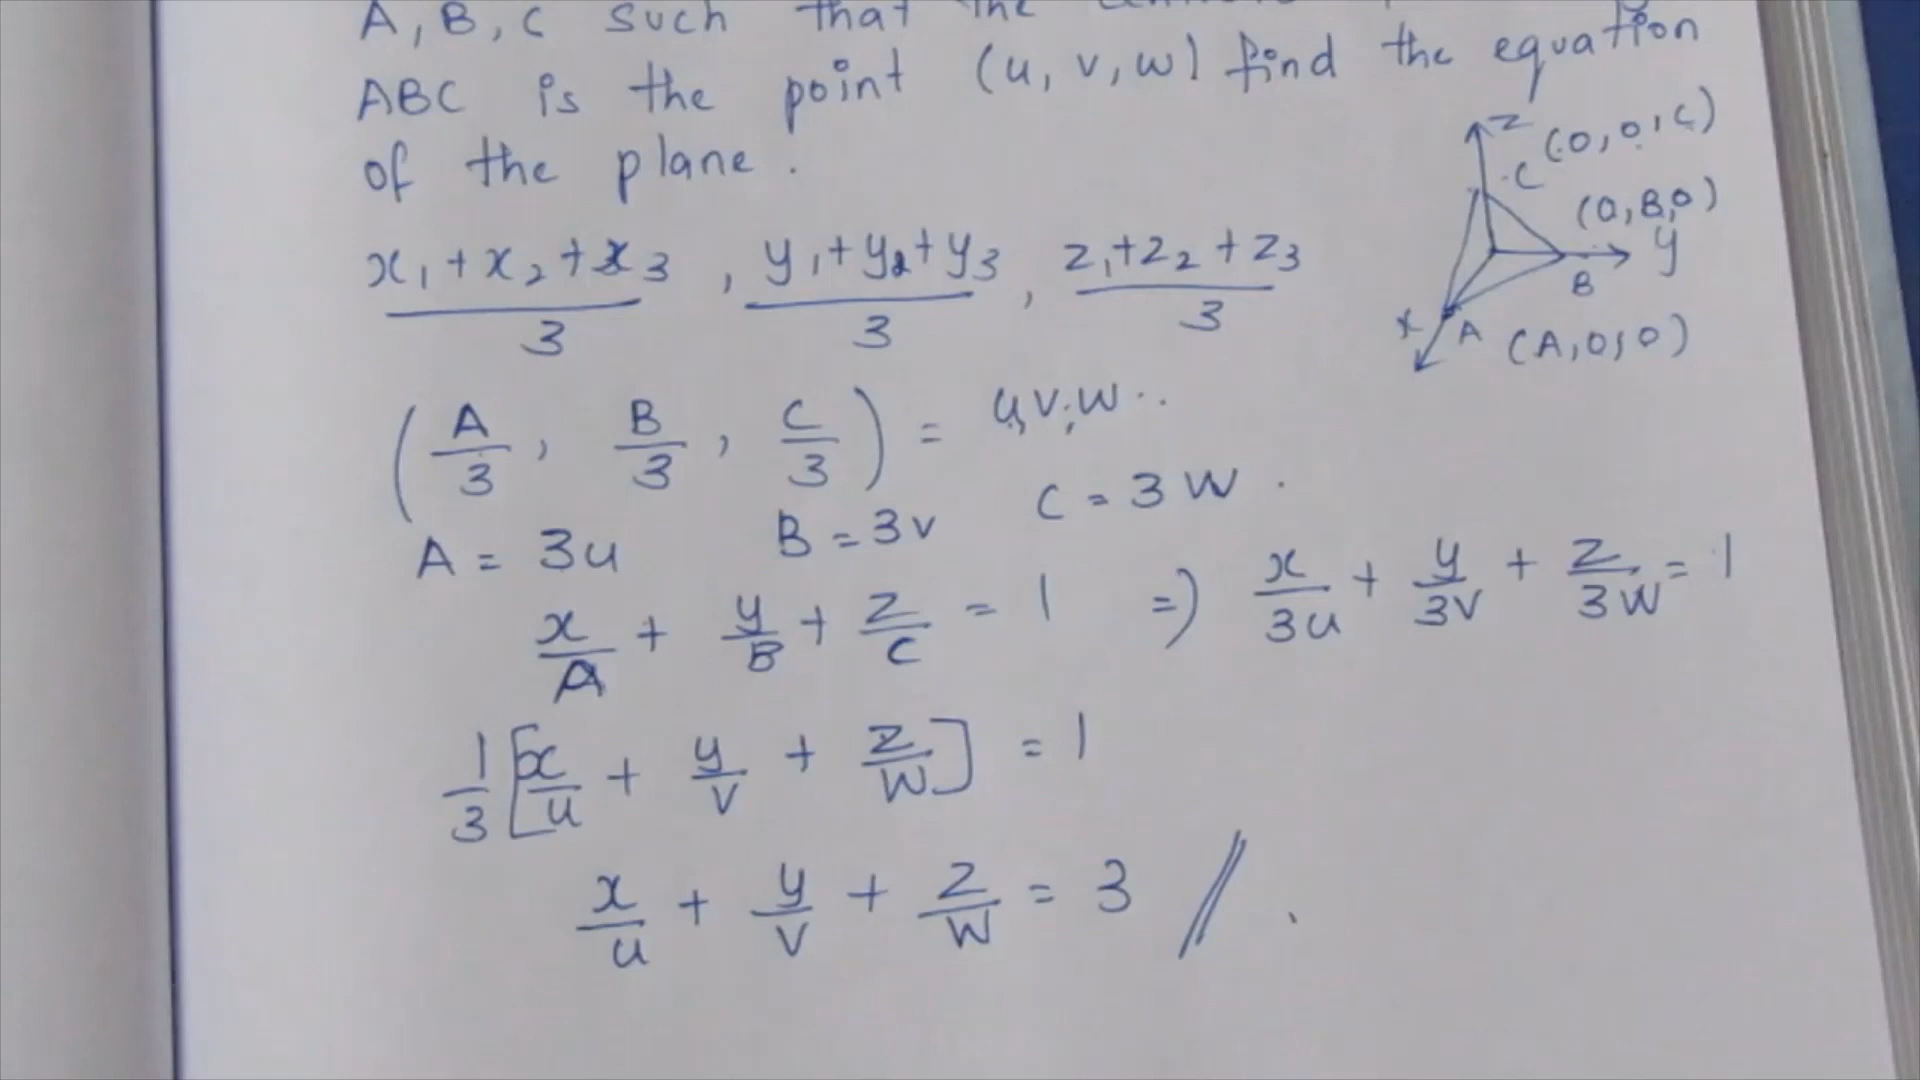 A, B, C such that the
ABC is the point (u, v, w) find the equation
of the plane.
Z (0, 0, C)
C
(0, B, 0)
y
B
x A (A, 0, 0)
x₁+x₂+x₃ / 3 , y₁+y₂+y₃ / 3 , z₁+z₂+z₃ / 3
(A/3, B/3, C/3) = u,v,w..
A = 3u B = 3v C = 3w.
x/A + y/B + z/C = 1 => x/3u + y/3v + z/3w = 1
1/3 [x/u + y/v + z/w] = 1
x/u + y/v + z/w = 3 //.